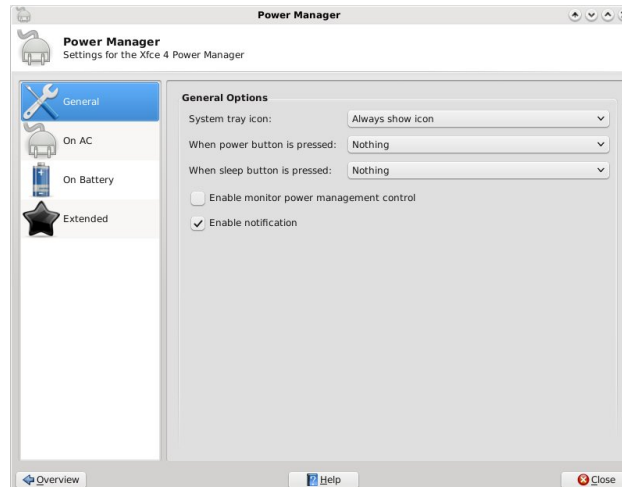 Power Manager
Power Manager
Settings for the Xfce 4 Power Manager
General
On AC
On Battery
Extended
General Options
System tray icon: Always show icon
When power button is pressed: Nothing
When sleep button is pressed: Nothing
Enable monitor power management control
Enable notification
Overview
Help
Close